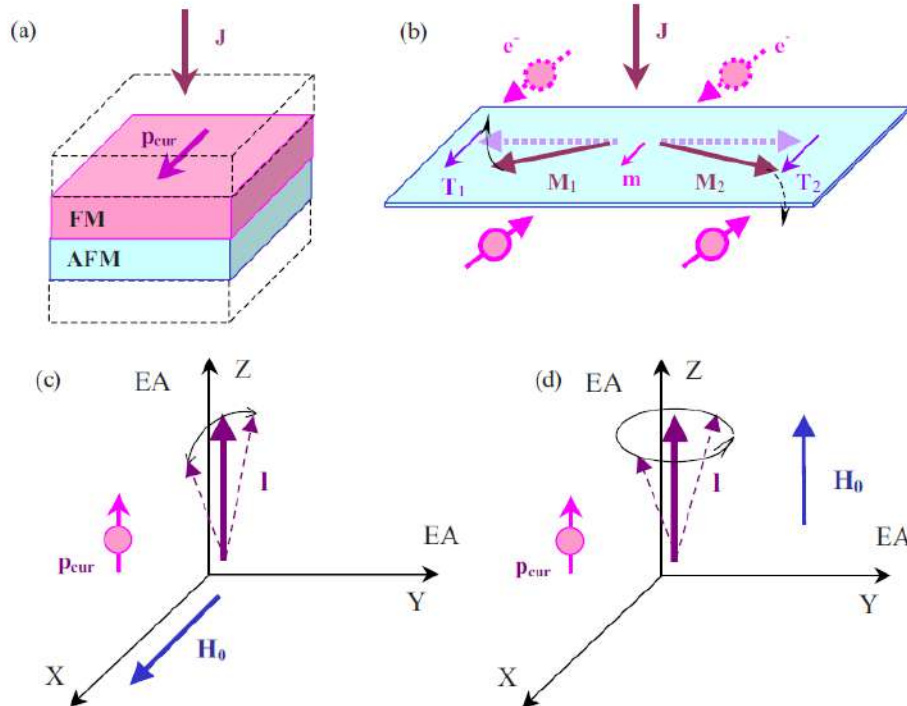 (a)
J
p_cur
FM
AFM
(b)
e⁻
J
e⁻
T₁
M₁
m
M₂
T₂
(c)
EA
Z
l
p_cur
EA
Y
H₀
X
(d)
EA
Z
l
H₀
p_cur
EA
Y
X